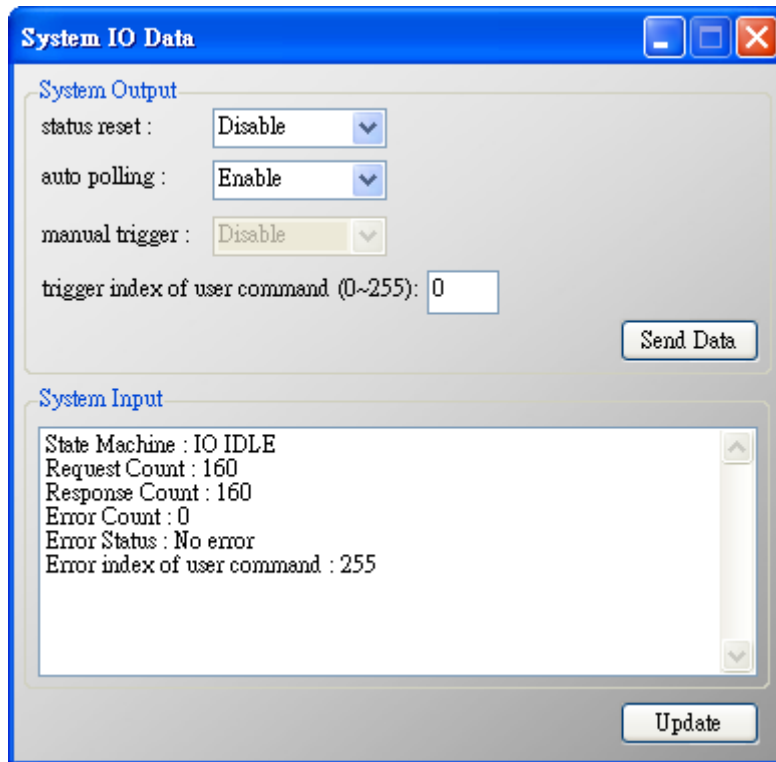 System IO Data
System Output
status reset : Disable
auto polling : Enable
manual trigger : Disable
trigger index of user command (0~255): 0
Send Data
System Input
State Machine : IO IDLE
Request Count : 160
Response Count : 160
Error Count : 0
Error Status : No error
Error index of user command : 255
Update